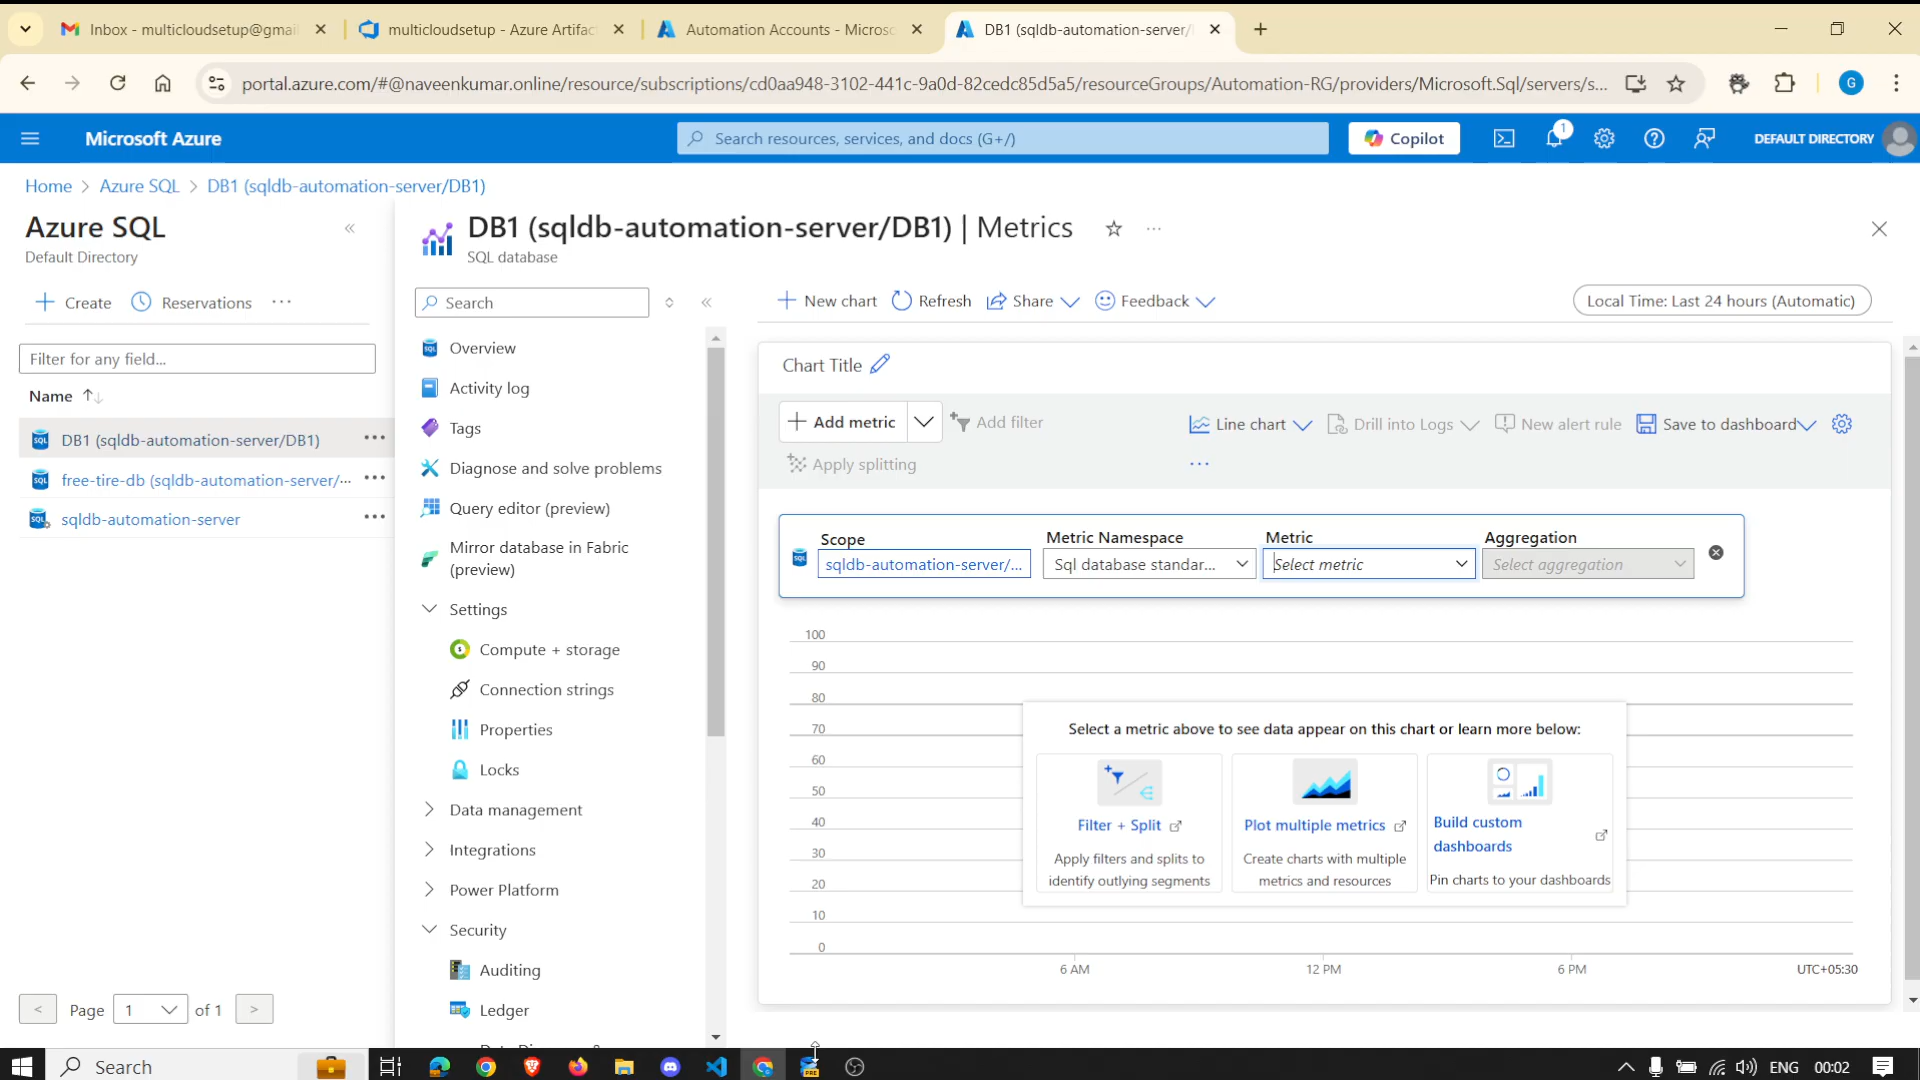 Inbox - multicloudsetup@gmai
multicloudsetup - Azure Artifac
Automation Accounts - Microso
DB1 (sqldb-automation-server/
portal.azure.com/#@naveenkumar.online/resource/subscriptions/cd0aa948-3102-441c-9a0d-82cedc85d5a5/resourceGroups/Automation-RG/providers/Microsoft.Sql/servers/s...
G
Microsoft Azure
Search resources, services, and docs (G+/)
Copilot
1
DEFAULT DIRECTORY
Home > Azure SQL > DB1 (sqldb-automation-server/DB1)
Azure SQL
Default Directory
Create
Reservations
Filter for any field...
Name
DB1 (sqldb-automation-server/DB1)
free-tire-db (sqldb-automation-server/...
sqldb-automation-server
Page 1 of 1
DB1 (sqldb-automation-server/DB1) | Metrics
SQL database
Search
Overview
Activity log
Tags
Diagnose and solve problems
Query editor (preview)
Mirror database in Fabric
(preview)
Settings
Compute + storage
Connection strings
Properties
Locks
Data management
Integrations
Power Platform
Security
Auditing
Ledger
New chart
Refresh
Share
Feedback
Local Time: Last 24 hours (Automatic)
Chart Title
Add metric
Add filter
Line chart
Drill into Logs
New alert rule
Save to dashboard
Apply splitting
Scope
Metric Namespace
Metric
Aggregation
sqldb-automation-server/...
Sql database standar...
Select metric
Select aggregation
100
90
80
70
60
50
40
30
20
10
0
Select a metric above to see data appear on this chart or learn more below:
Filter + Split
Apply filters and splits to
identify outlying segments
Plot multiple metrics
Create charts with multiple
metrics and resources
Build custom
dashboards
Pin charts to your dashboards
6 AM
12 PM
6 PM
UTC+05:30
Search
PRE
ENG
00:02